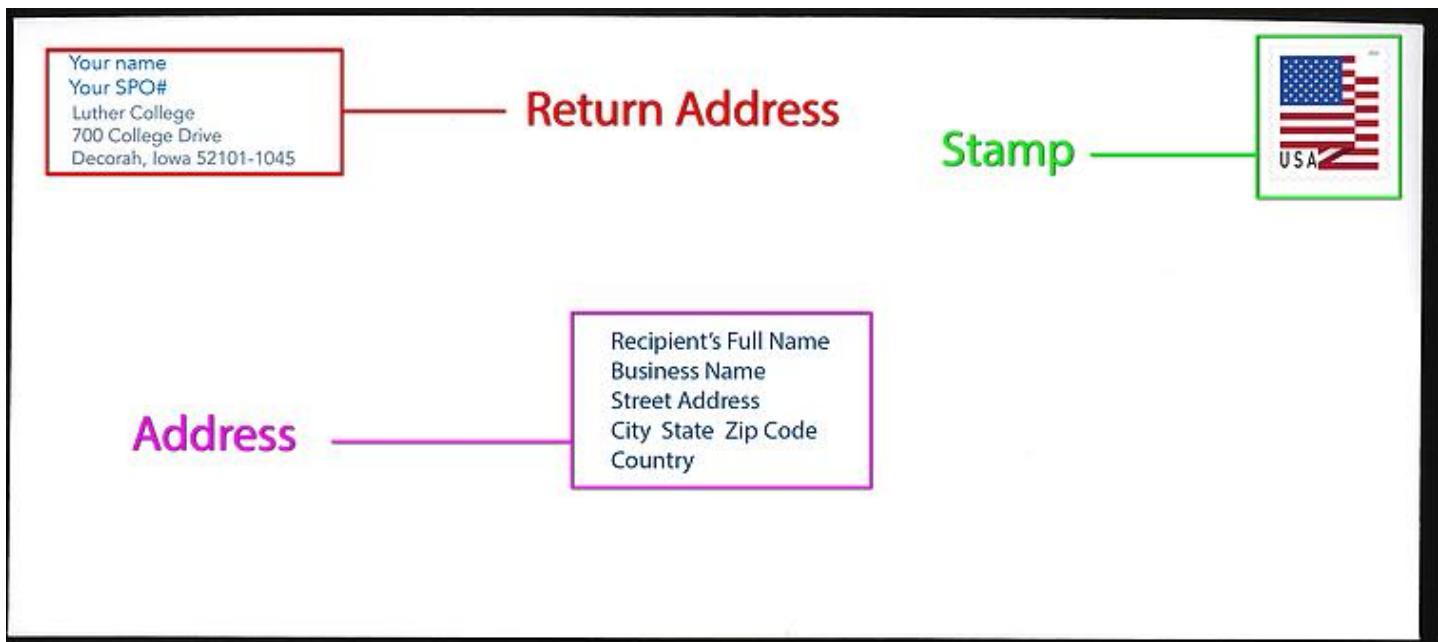 Your name
Your SPO#
Luther College
700 College Drive
Decorah, Iowa 52101-1045
Return Address
Stamp
USA
Recipient's Full Name
Business Name
Street Address
City State Zip Code
Country
Address